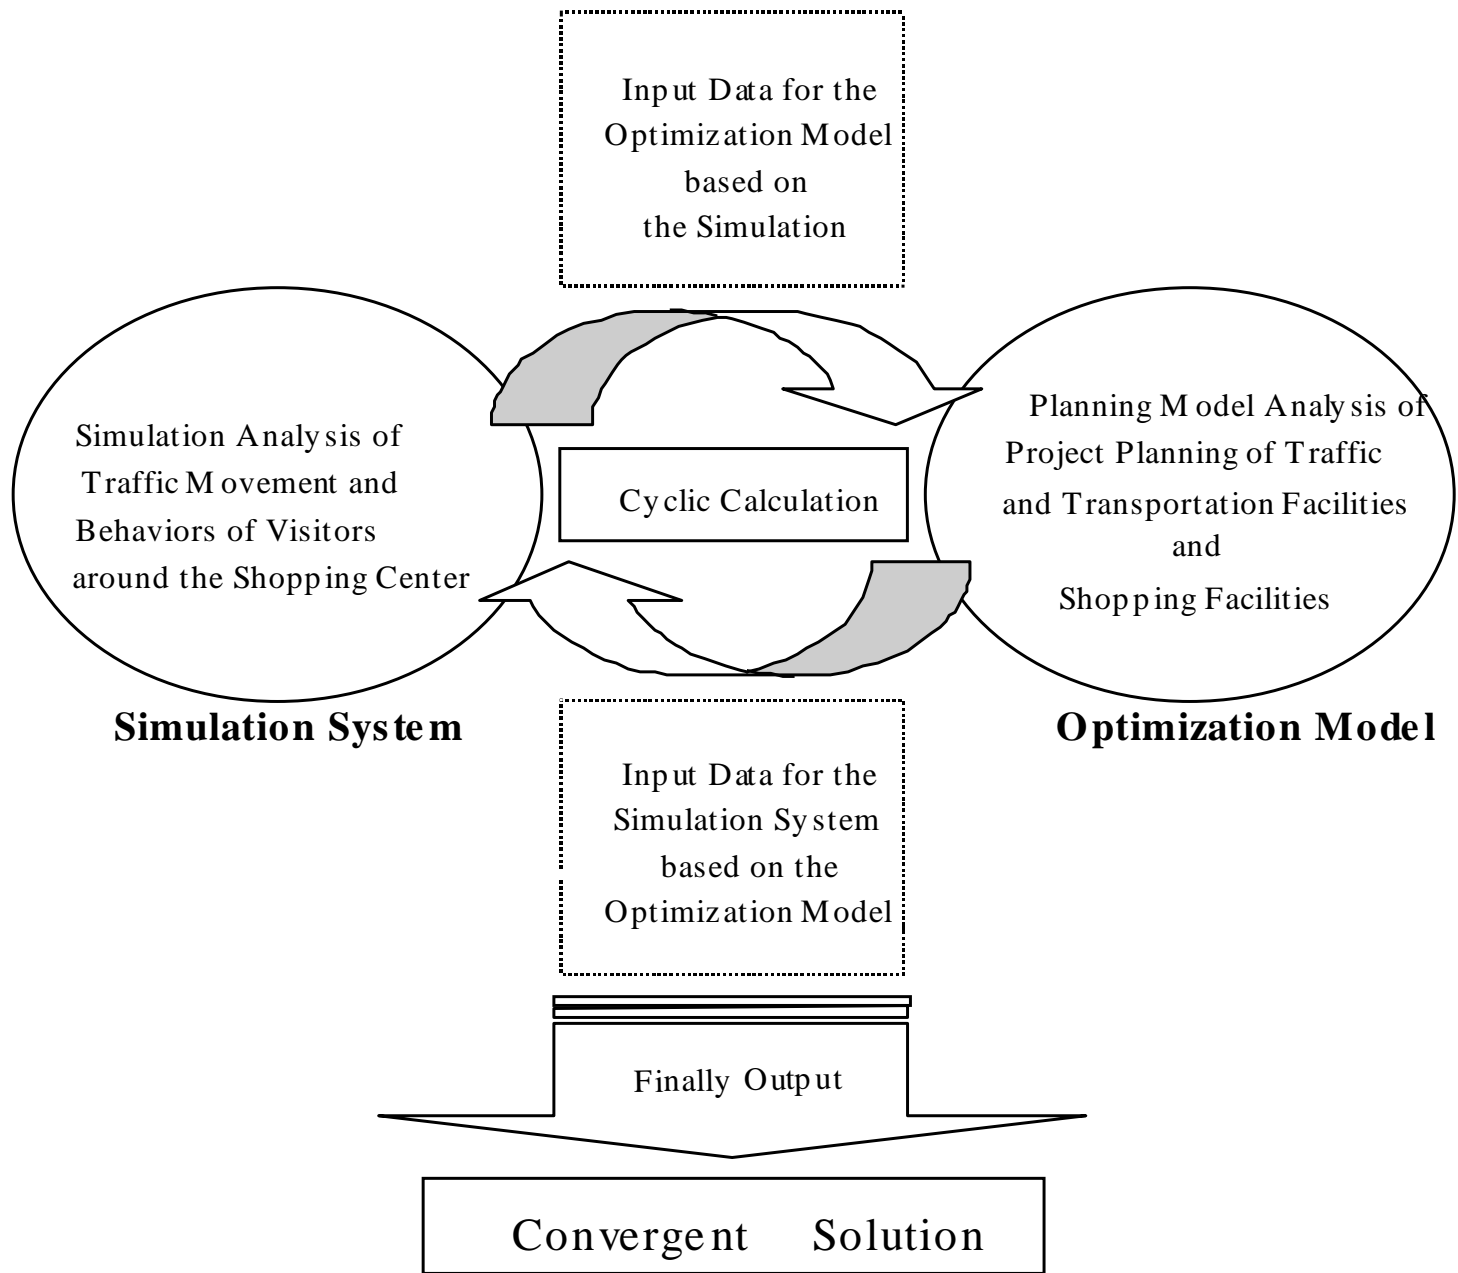 Input Data for the
Optimization Model
based on
the Simulation
Simulation Analysis of
Traffic Movement and
Behaviors of Visitors
around the Shopping Center
Cyclic Calculation
Planning Model Analysis of
Project Planning of Traffic
and Transportation Facilities
and
Shopping Facilities
Simulation System
Optimization Model
Input Data for the
Simulation System
based on the
Optimization Model
Finally Output
Convergent Solution